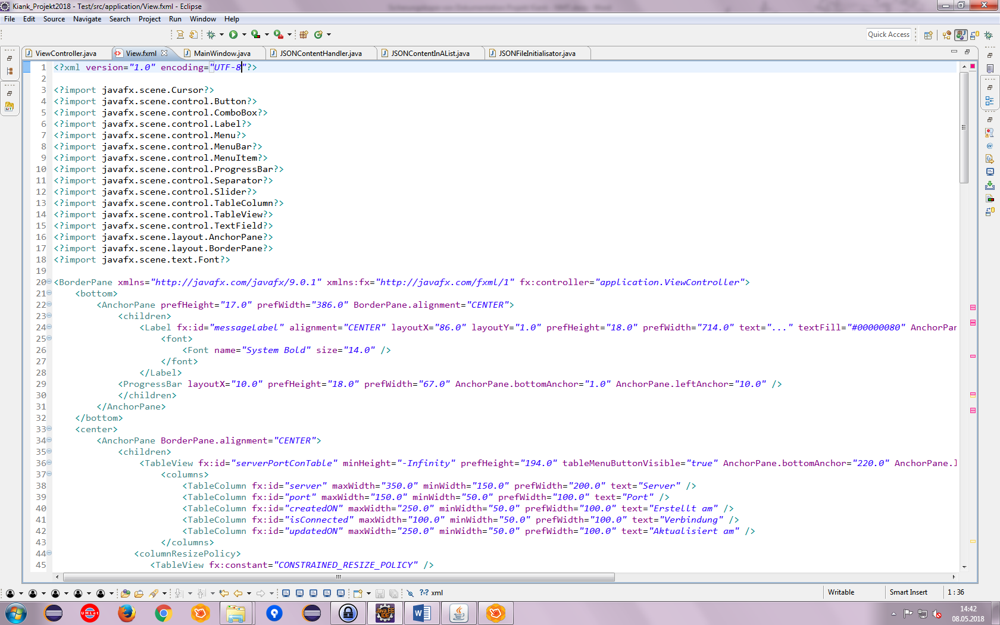 Kiank_Projekt2018 - Test/src/application/View.fxml - Eclipse
File Edit Source Navigate Search Project Run Window Help
Quick Access
ViewController.java View.fxml MainWindow.java JSONContentHandler.java JSONContentInAList.java JSONFileInitialisator.java
1 <?xml version="1.0" encoding="UTF-8"?>
2
3 <?import javafx.scene.Cursor?>
4 <?import javafx.scene.control.Button?>
5 <?import javafx.scene.control.ComboBox?>
6 <?import javafx.scene.control.Label?>
7 <?import javafx.scene.control.Menu?>
8 <?import javafx.scene.control.MenuBar?>
9 <?import javafx.scene.control.MenuItem?>
10 <?import javafx.scene.control.ProgressBar?>
11 <?import javafx.scene.control.Separator?>
12 <?import javafx.scene.control.Slider?>
13 <?import javafx.scene.control.TableColumn?>
14 <?import javafx.scene.control.TableView?>
15 <?import javafx.scene.control.TextField?>
16 <?import javafx.scene.layout.AnchorPane?>
17 <?import javafx.scene.layout.BorderPane?>
18 <?import javafx.scene.text.Font?>
19
20 <BorderPane xmlns="http://javafx.com/javafx/9.0.1" xmlns:fx="http://javafx.com/fxml/1" fx:controller="application.ViewController">
21 <bottom>
22 <AnchorPane prefHeight="17.0" prefWidth="386.0" BorderPane.alignment="CENTER">
23 <children>
24 <Label fx:id="messageLabel" alignment="CENTER" layoutX="86.0" layoutY="1.0" prefHeight="18.0" prefWidth="714.0" text="..." textFill="#00000080" AnchorPar
25 <font>
26 <Font name="System Bold" size="14.0" />
27 </font>
28 </Label>
29 <ProgressBar layoutX="10.0" prefHeight="18.0" prefWidth="67.0" AnchorPane.bottomAnchor="1.0" AnchorPane.leftAnchor="10.0" />
30 </children>
31 </AnchorPane>
32 </bottom>
33 <center>
34 <AnchorPane BorderPane.alignment="CENTER">
35 <children>
36 <TableView fx:id="serverPortConTable" minHeight="-Infinity" prefHeight="194.0" tableMenuButtonVisible="true" AnchorPane.bottomAnchor="220.0" AnchorPane.l
37 <columns>
38 <TableColumn fx:id="server" maxWidth="350.0" minWidth="150.0" prefWidth="200.0" text="Server" />
39 <TableColumn fx:id="port" maxWidth="150.0" minWidth="50.0" prefWidth="100.0" text="Port" />
40 <TableColumn fx:id="createdON" maxWidth="250.0" minWidth="50.0" prefWidth="100.0" text="Erstellt am" />
41 <TableColumn fx:id="isConnected" maxWidth="100.0" minWidth="50.0" prefWidth="100.0" text="Verbindung" />
42 <TableColumn fx:id="updatedON" maxWidth="250.0" minWidth="50.0" prefWidth="100.0" text="Aktualisiert am" />
43 </columns>
44 <columnResizePolicy>
45 <TableView fx:constant="CONSTRAINED_RESIZE_POLICY" />
xml Writable Smart Insert 1 : 36
UMLet Java EE IDE 14:42
08.05.2018